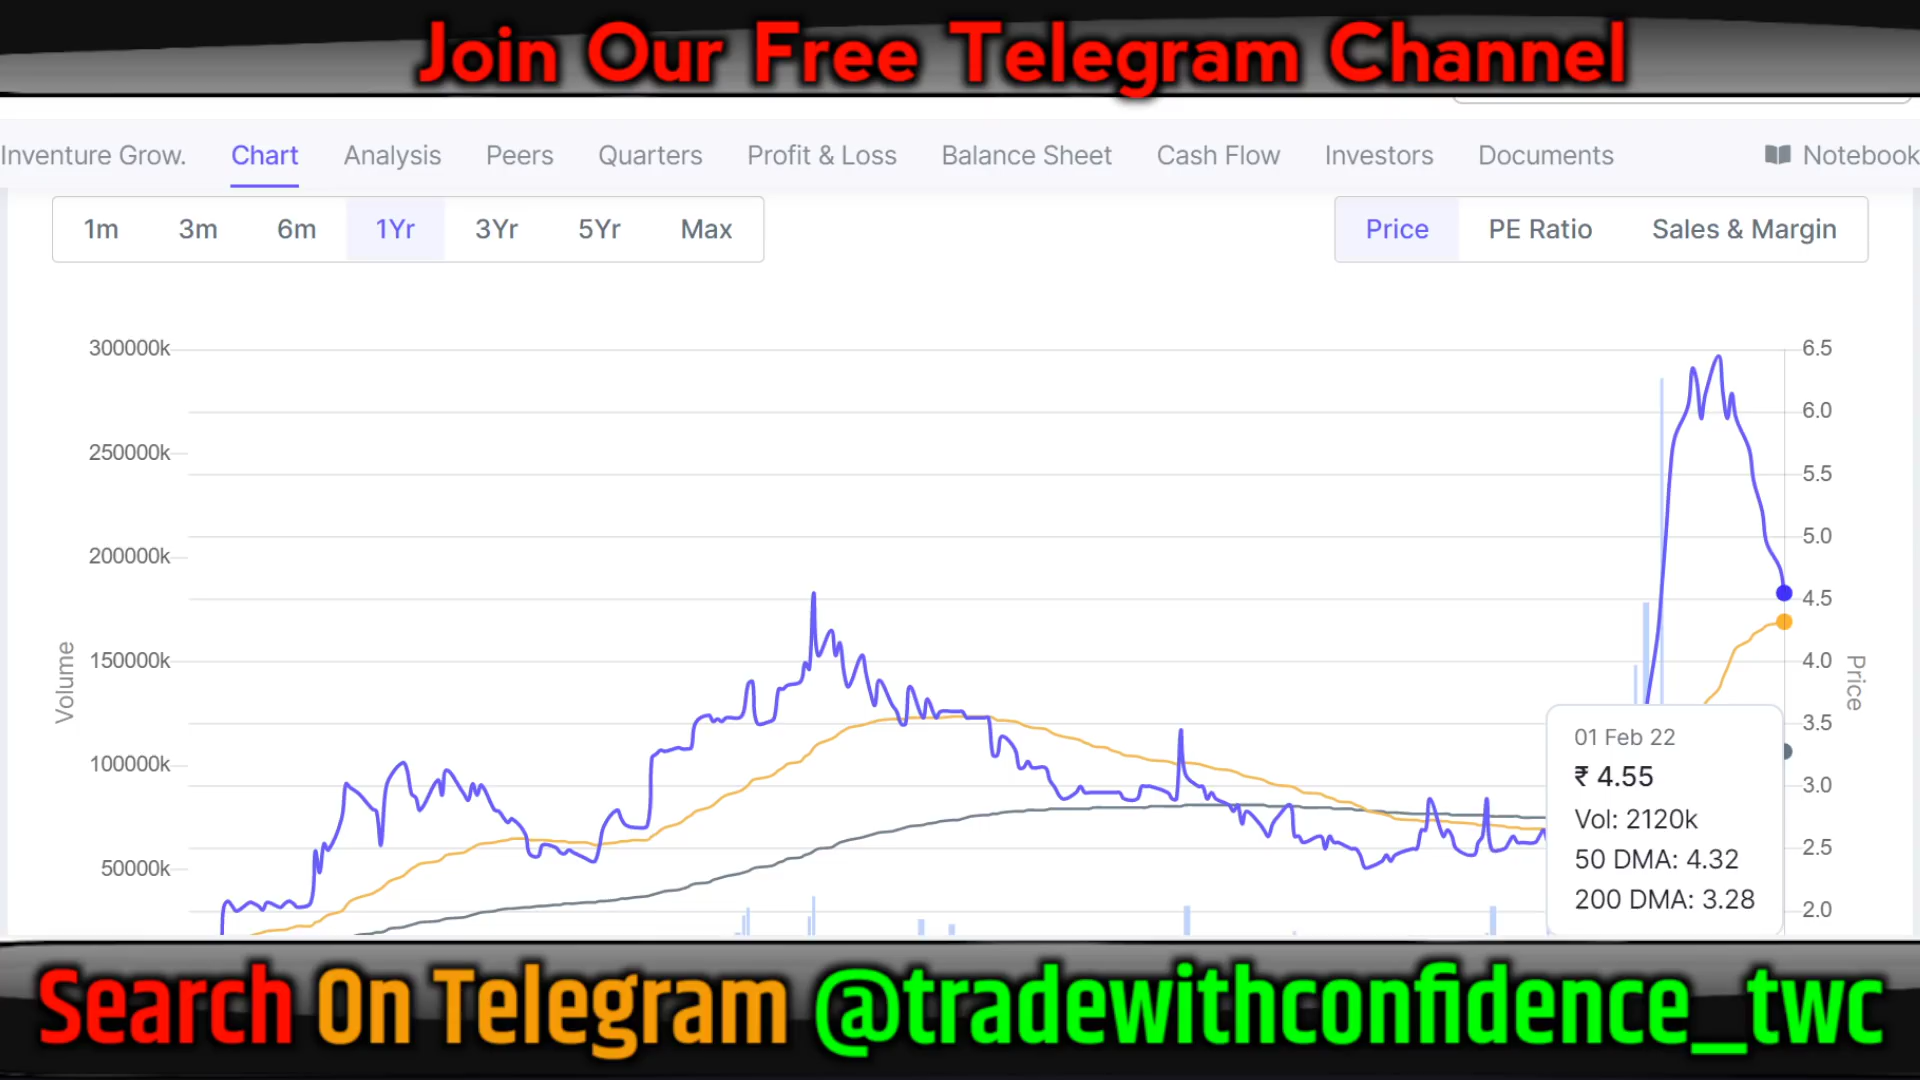 Join Our Free Telegram Channel
Inventure Grow. Chart Analysis Peers Quarters Profit & Loss Balance Sheet Cash Flow Investors Documents Notebook
1m 3m 6m 1Yr 3Yr 5Yr Max Price PE Ratio Sales & Margin
300000k 6.5
6.0
250000k 5.5
200000k 5.0
4.5
150000k 4.0
Volume Price
3.5
100000k 3.0
50000k 2.5
2.0
01 Feb 22
₹ 4.55
Vol: 2120k
50 DMA: 4.32
200 DMA: 3.28
Search On Telegram @tradewithconfidence_twc